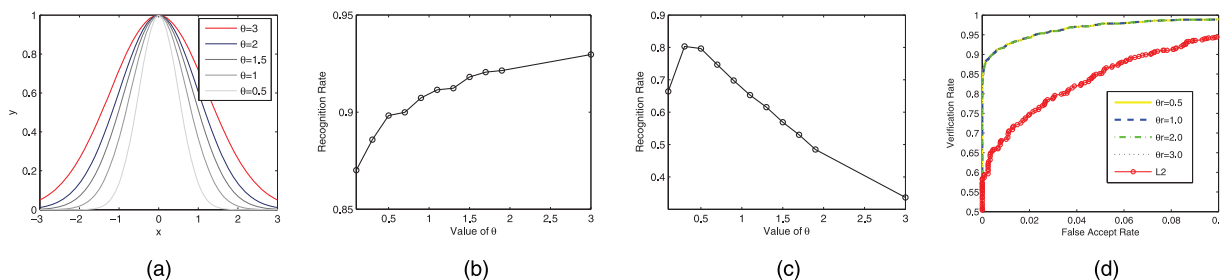 1
0.8
0.6
0.4
0.2
0
y
−3
−2
−1
0
1
2
3
x
θ=3
θ=2
θ=1.5
θ=1
θ=0.5
(a)
0.95
0.9
0.85
Recognition Rate
0.5
1
1.5
2
3
Value of θ
(b)
0.9
0.8
0.7
0.6
0.5
0.4
Recognition Rate
0.5
1
1.5
2
3
Value of θ
(c)
1
0.95
0.9
0.85
0.8
0.75
0.7
0.65
0.6
0.55
0.5
Verification Rate
0
0.02
0.04
0.06
0.08
0.
False Accept Rate
θr=0.5
θr=1.0
θr=2.0
θr=3.0
L2
(d)